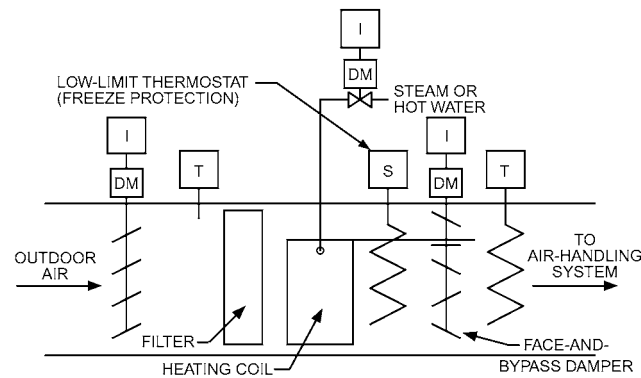 I
DM
LOW-LIMIT THERMOSTAT
(FREEZE PROTECTION)
STEAM OR
HOT WATER
I
T
S
I
T
DM
DM
OUTDOOR
AIR
TO
AIR-HANDLING
SYSTEM
FILTER
HEATING COIL
FACE-AND-
BYPASS DAMPER